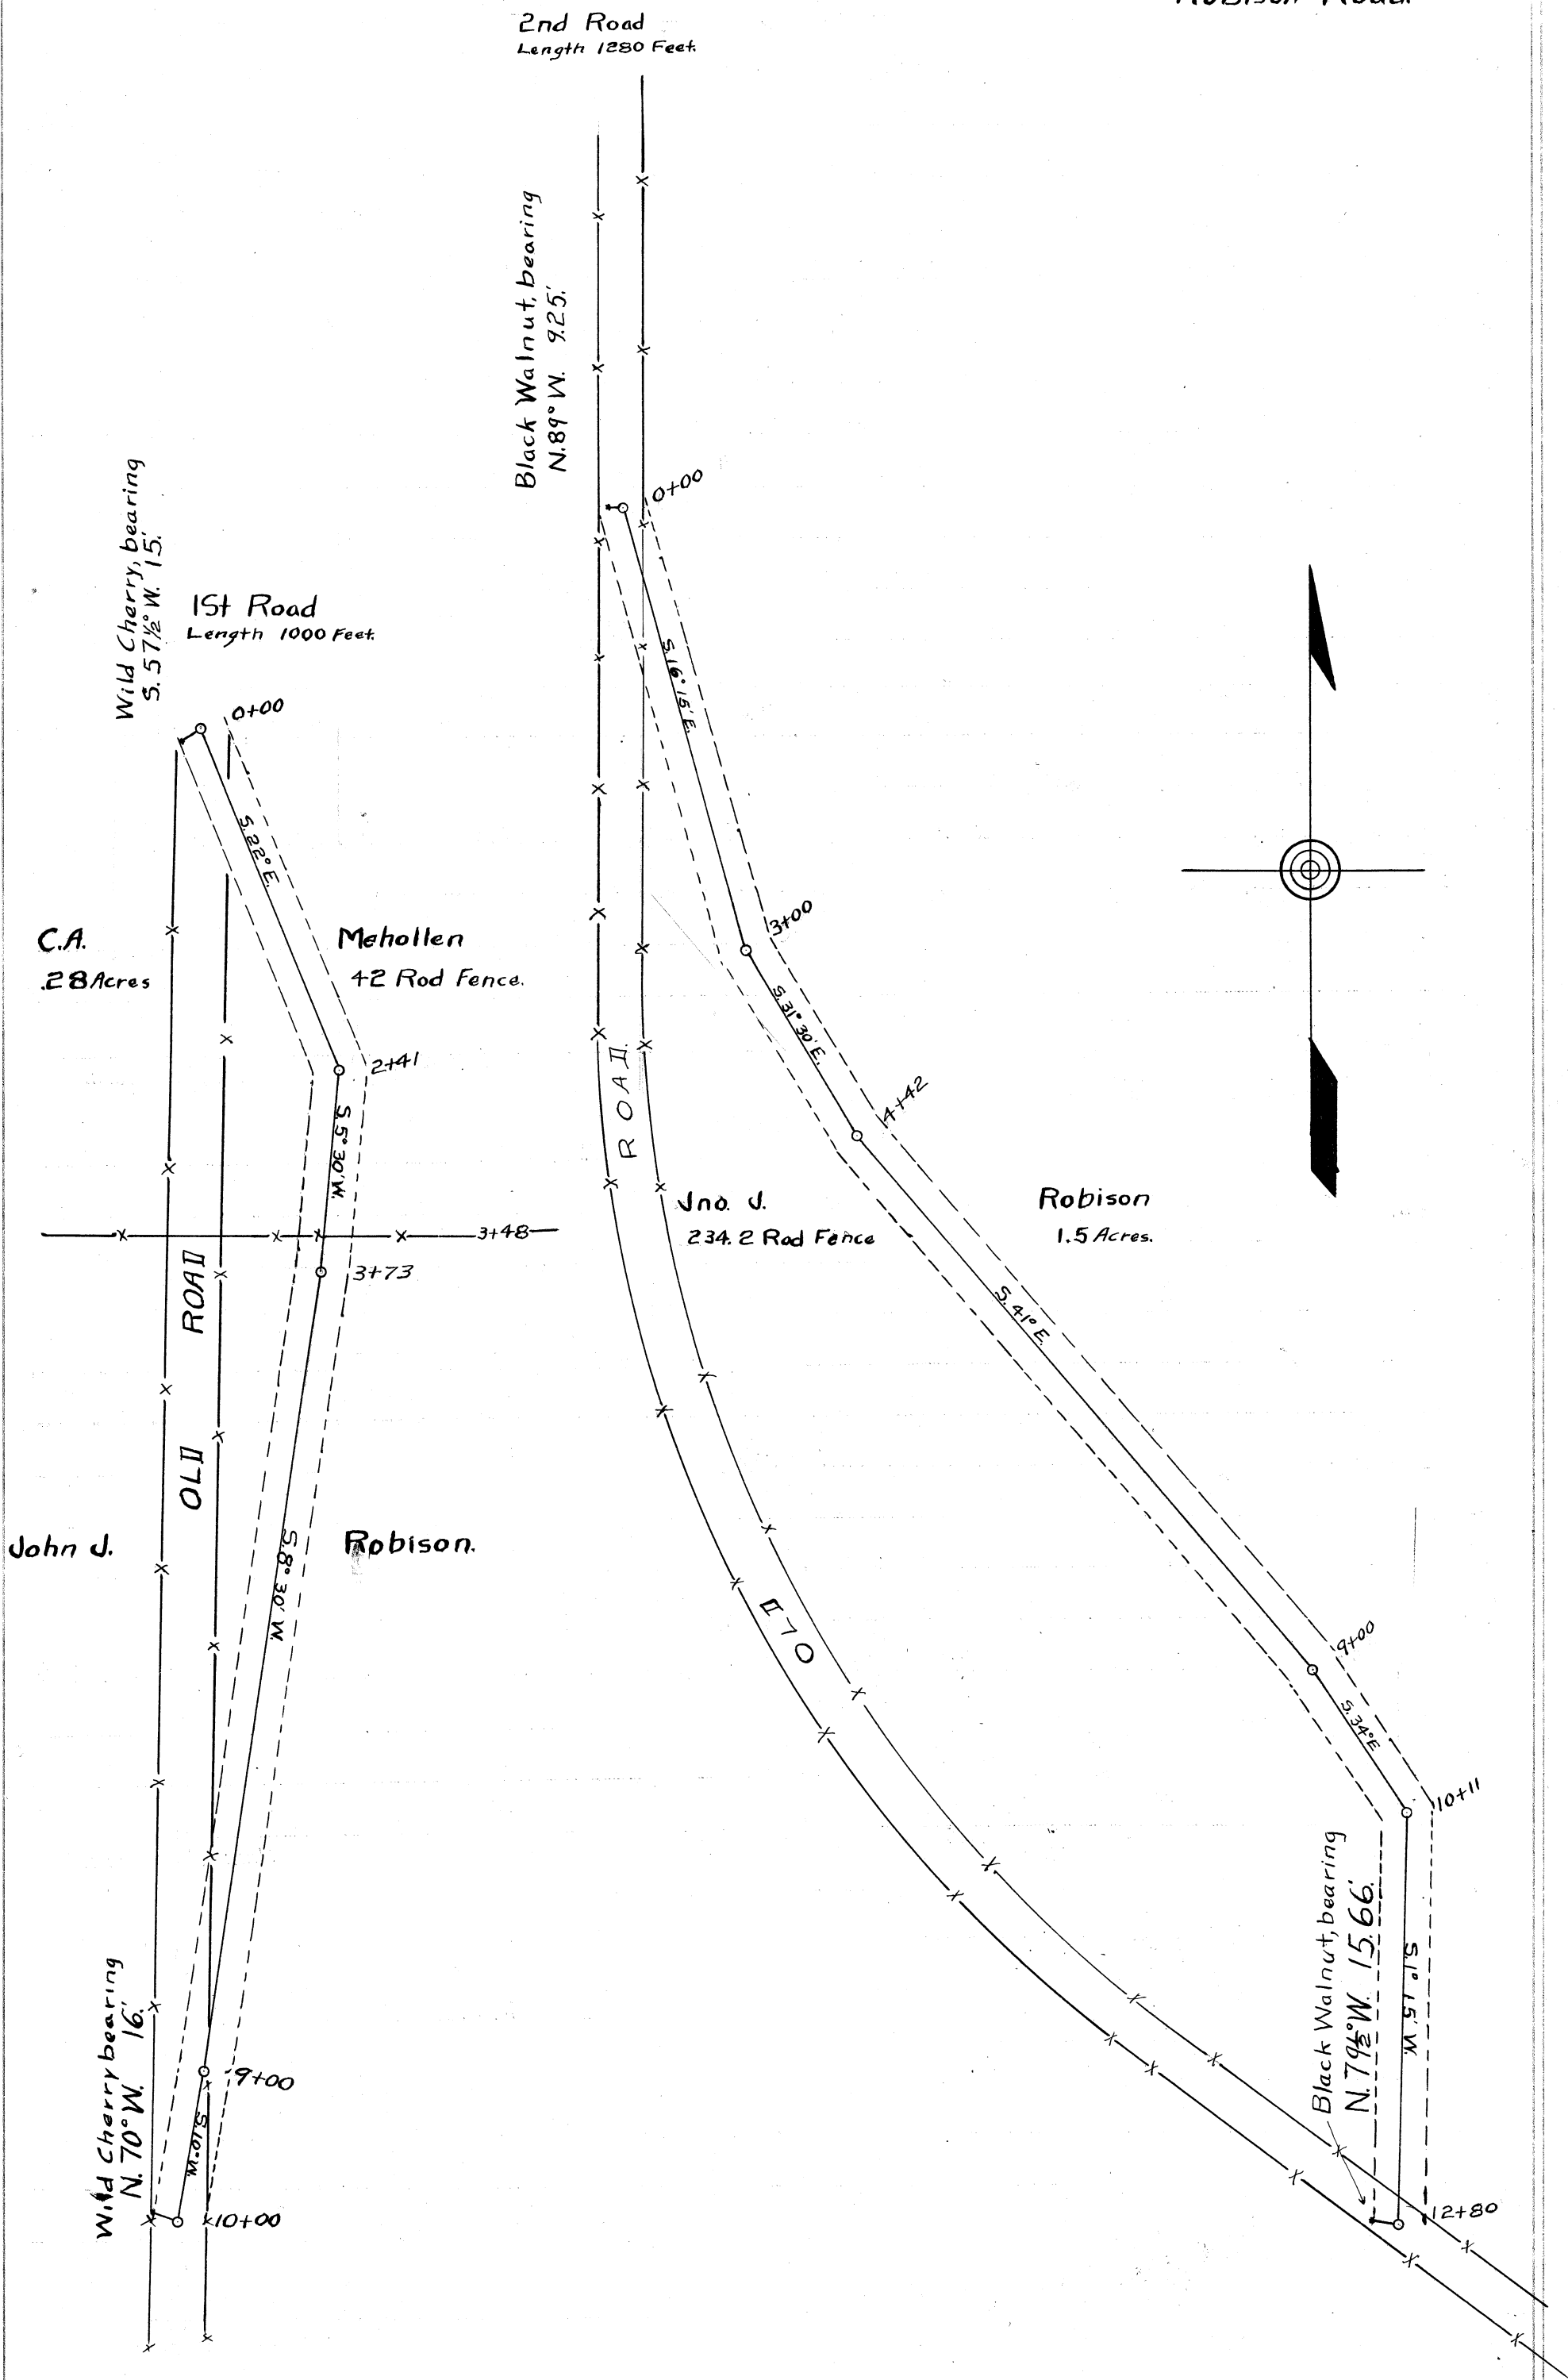 Robison Road.
2nd Road
Length 1280 Feet.
Black Walnut, bearing
N. 89° W. 9.25'.
0+00
S. 16° 15' E.
3+00
S. 31° 30' E.
4+42
S. 41° E.
9+00
S. 34° E.
10+11
S. 1° 15' W.
12+80
Black Walnut, bearing
N. 79½° W. 15.66'.
ROAD.
OLD
Jno. J. Robison
234.2 Rod Fence 1.5 Acres.
Wild Cherry, bearing
S. 57½° W. 15'.
1st Road
Length 1000 Feet.
0+00
S. 22° E.
C.A. Mehollen
.28 Acres 42 Rod Fence.
2+41
S. 5° 30' W.
3+48
3+73
OLD ROAD
John J. Robison.
S. 8° 30' W.
9+00
S. 10° W.
10+00
Wild Cherry bearing
N. 70° W. 16'.